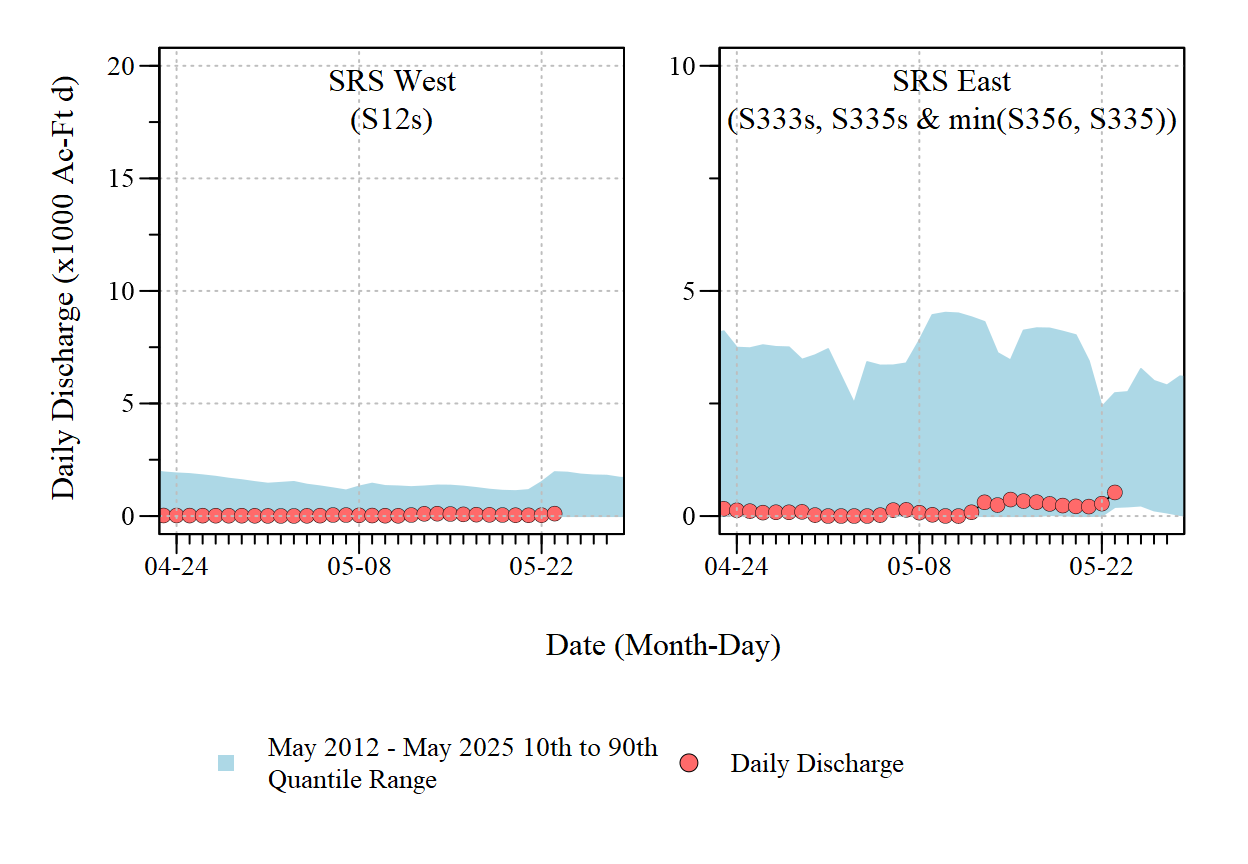 SRS West
(S12s)
20
15
10
5
0
04-24
05-08
05-22
Daily Discharge (x1000 Ac-Ft d)
SRS East
(S333s, S335s & min(S356, S335))
10
5
0
04-24
05-08
05-22
Date (Month-Day)
May 2012 - May 2025 10th to 90th
Quantile Range
Daily Discharge